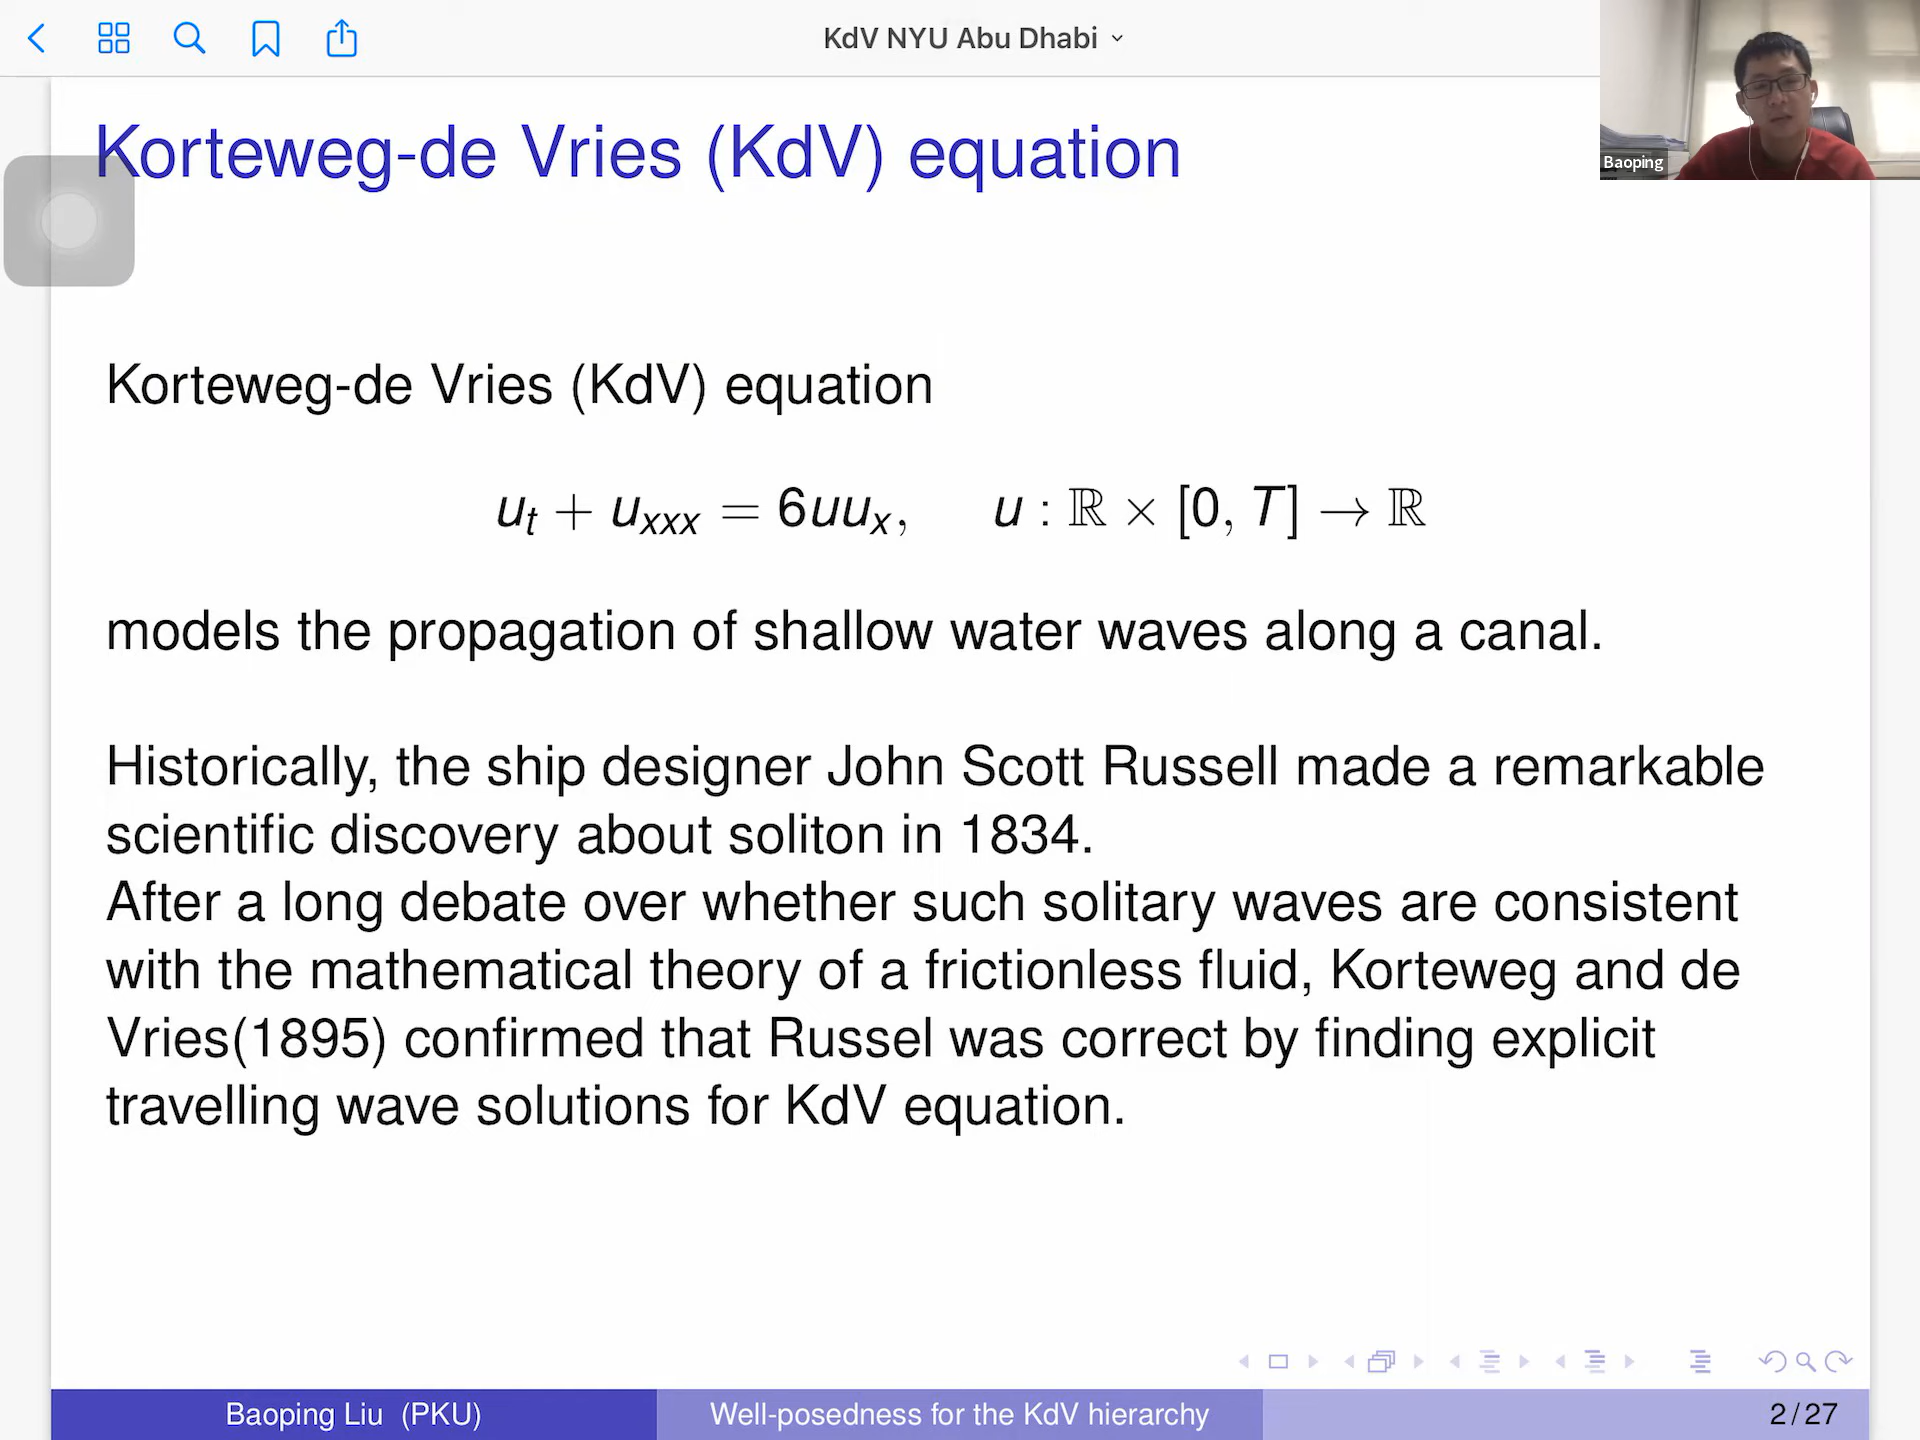 KdV NYU Abu Dhabi
Baoping
Korteweg-de Vries (KdV) equation
Korteweg-de Vries (KdV) equation
u_t + u_{xxx} = 6uu_x, u : ℝ × [0, T] → ℝ
models the propagation of shallow water waves along a canal.
Historically, the ship designer John Scott Russell made a remarkable
scientific discovery about soliton in 1834.
After a long debate over whether such solitary waves are consistent
with the mathematical theory of a frictionless fluid, Korteweg and de
Vries(1895) confirmed that Russel was correct by finding explicit
travelling wave solutions for KdV equation.
Baoping Liu (PKU)
Well-posedness for the KdV hierarchy
2 / 27